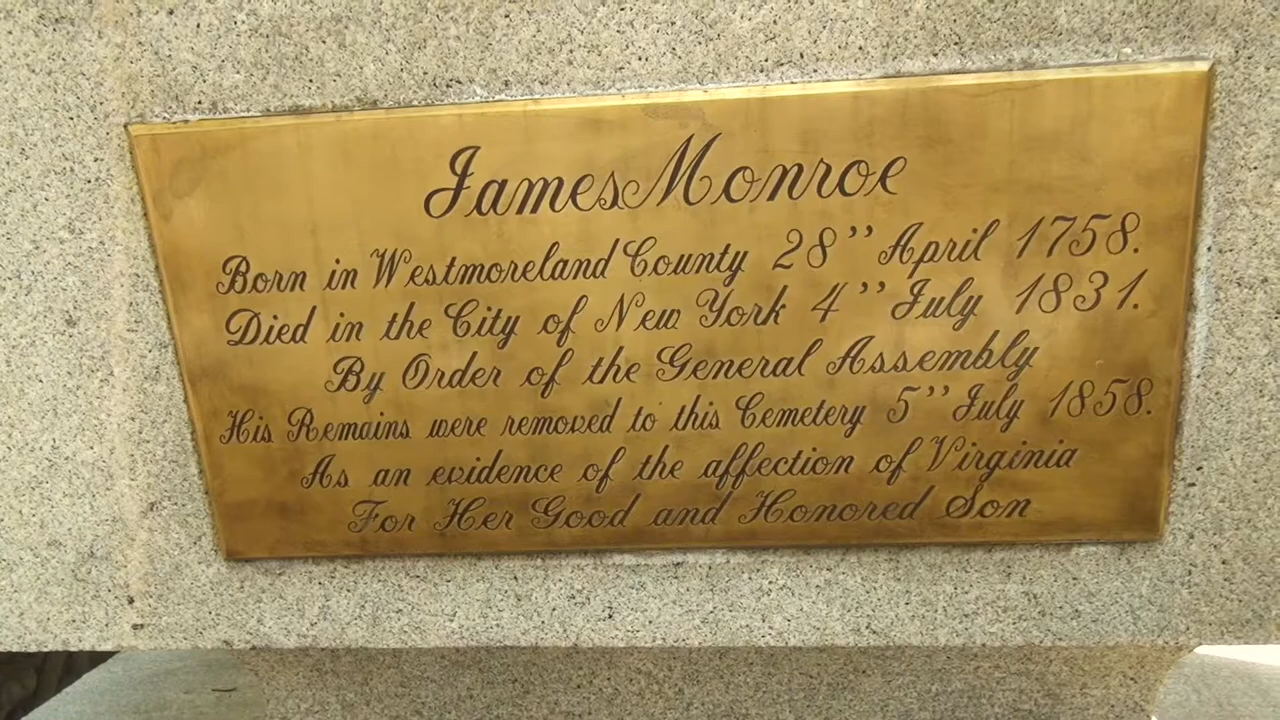 James Monroe
Born in Westmoreland County 28" April 1758.
Died in the City of New York 4" July 1831.
By Order of the General Assembly
His Remains were removed to this Cemetery 5" July 1858.
As an evidence of the affection of Virginia
For Her Good and Honored Son